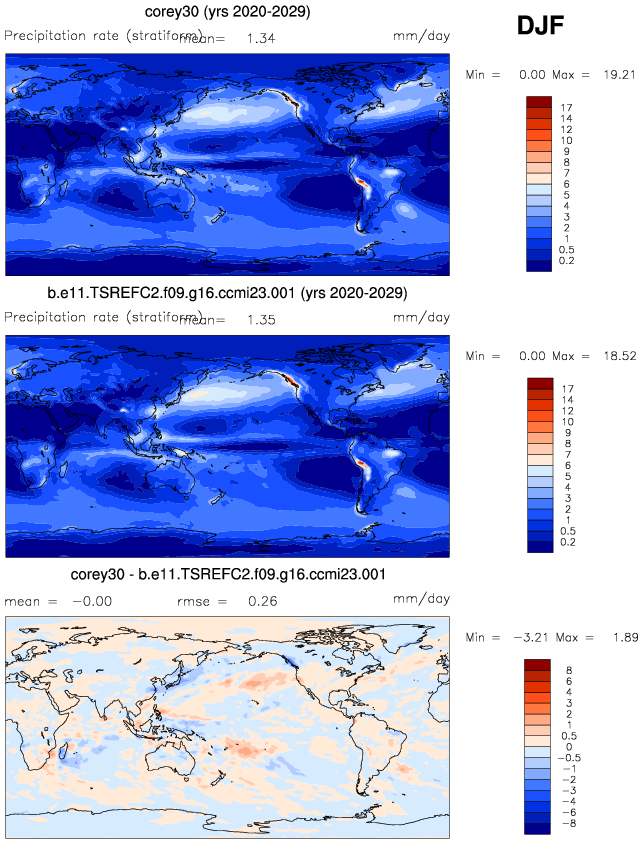 corey30 (yrs 2020-2029)
DJF
Precipitation rate (stratiform)
mean= 1.34
mm/day
Min = 0.00 Max = 19.21
17
14
12
10
9
8
7
6
5
4
3
2
1
0.5
0.2
b.e11.TSREFC2.f09.g16.ccmi23.001 (yrs 2020-2029)
Precipitation rate (stratiform)
mean= 1.35
mm/day
Min = 0.00 Max = 18.52
17
14
12
10
9
8
7
6
5
4
3
2
1
0.5
0.2
corey30 - b.e11.TSREFC2.f09.g16.ccmi23.001
mean = -0.00
rmse = 0.26
mm/day
Min = -3.21 Max = 1.89
8
6
4
3
2
1
0.5
0
-0.5
-1
-2
-3
-4
-6
-8